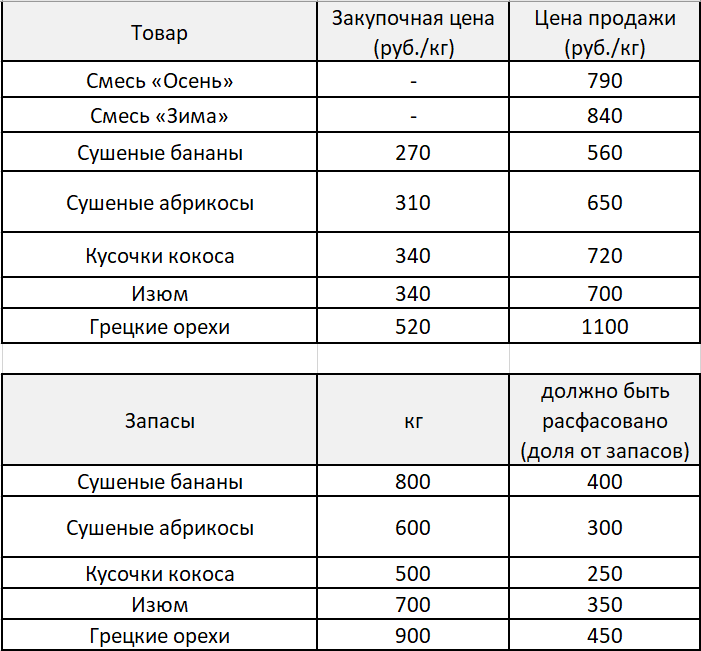 Товар Закупочная цена (руб./кг) Цена продажи (руб./кг)
Смесь «Осень» - 790
Смесь «Зима» - 840
Сушеные бананы 270 560
Сушеные абрикосы 310 650
Кусочки кокоса 340 720
Изюм 340 700
Грецкие орехи 520 1100
Запасы кг должно быть расфасовано (доля от запасов)
Сушеные бананы 800 400
Сушеные абрикосы 600 300
Кусочки кокоса 500 250
Изюм 700 350
Грецкие орехи 900 450